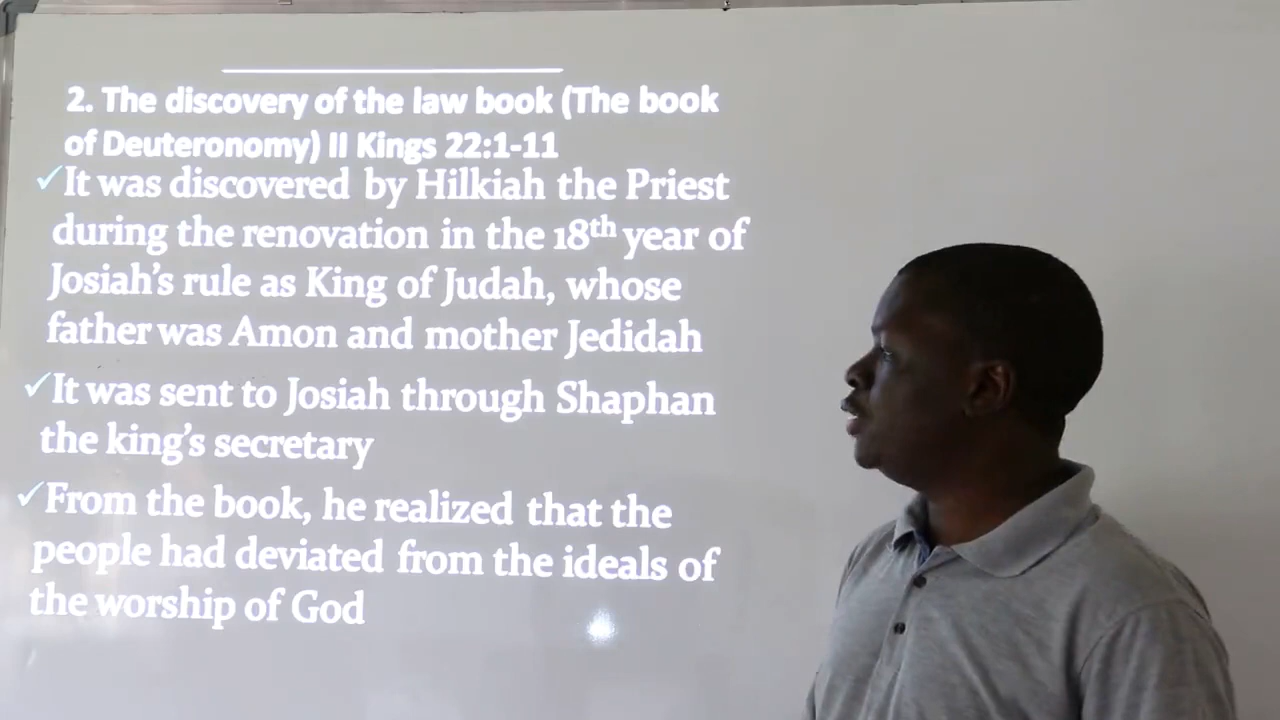 2. The discovery of the law book (The book
of Deuteronomy) II Kings 22:1-11
✓It was discovered by Hilkiah the Priest
during the renovation in the 18th year of
Josiah's rule as King of Judah, whose
father was Amon and mother Jedidah
✓It was sent to Josiah through Shaphan
the king's secretary
✓From the book, he realized that the
people had deviated from the ideals of
the worship of God